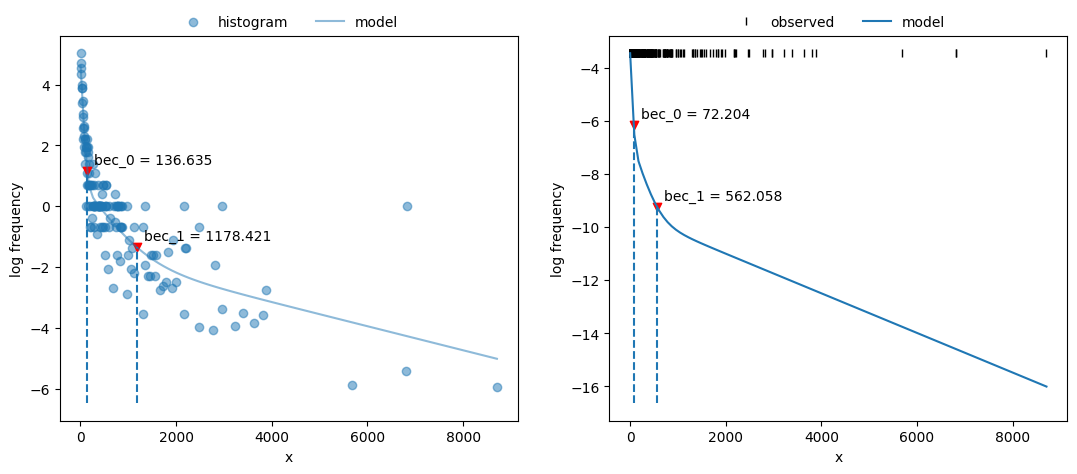 histogram model
bec_0 = 136.635
bec_1 = 1178.421
log frequency
4
2
0
−2
−4
−6
0 2000 4000 6000 8000
x
observed model
bec_0 = 72.204
bec_1 = 562.058
log frequency
−4
−6
−8
−10
−12
−14
−16
0 2000 4000 6000 8000
x